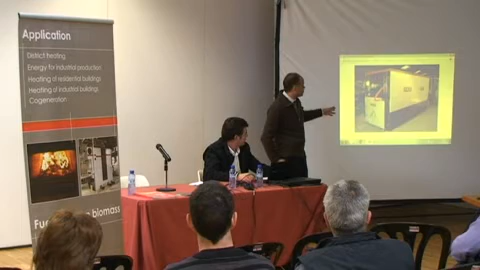 Application
District heating
Energy for industrial production
Heating of residential buildings
Heating of industrial buildings
Cogeneration
biomass